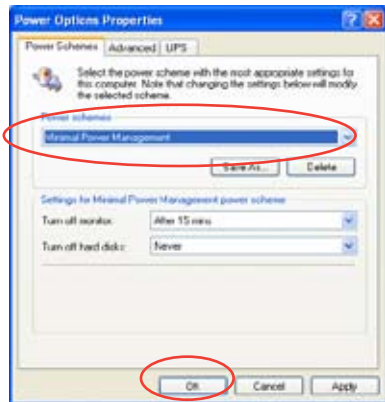 Power Options Properties
Power Schemes Advanced UPS
Select the power scheme with the most appropriate settings for
this computer. Note that changing the settings below will modify
the selected scheme.
Power schemes
Minimal Power Management
Save As... Delete
Settings for Minimal Power Management power scheme
Turn off monitor: After 15 mins
Turn off hard disks: Never
OK Cancel Apply